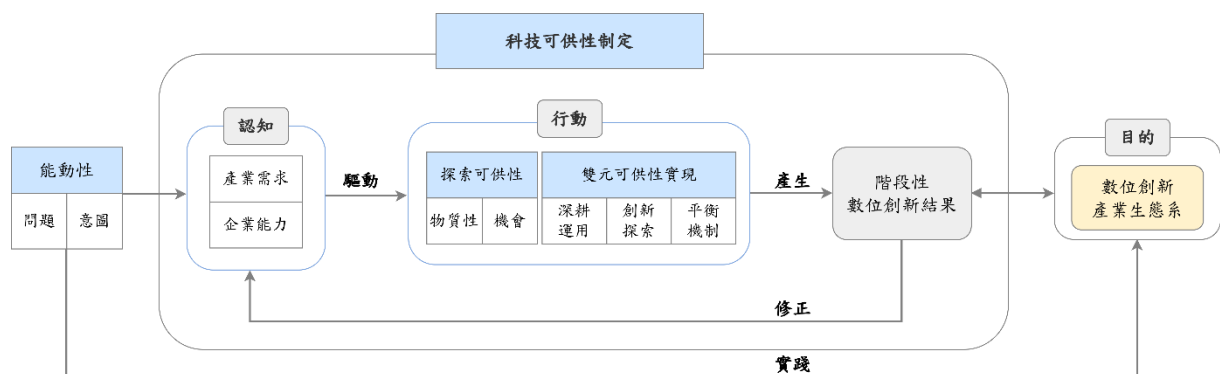 科技可供性制定
認知
行動
目的
能動性
問題
意圖
產業需求
企業能力
驅動
探索可供性
物質性
機會
雙元可供性實現
深耕
運用
創新
探索
平衡
機制
產生
階段性
數位創新結果
數位創新
產業生態系
修正
實踐